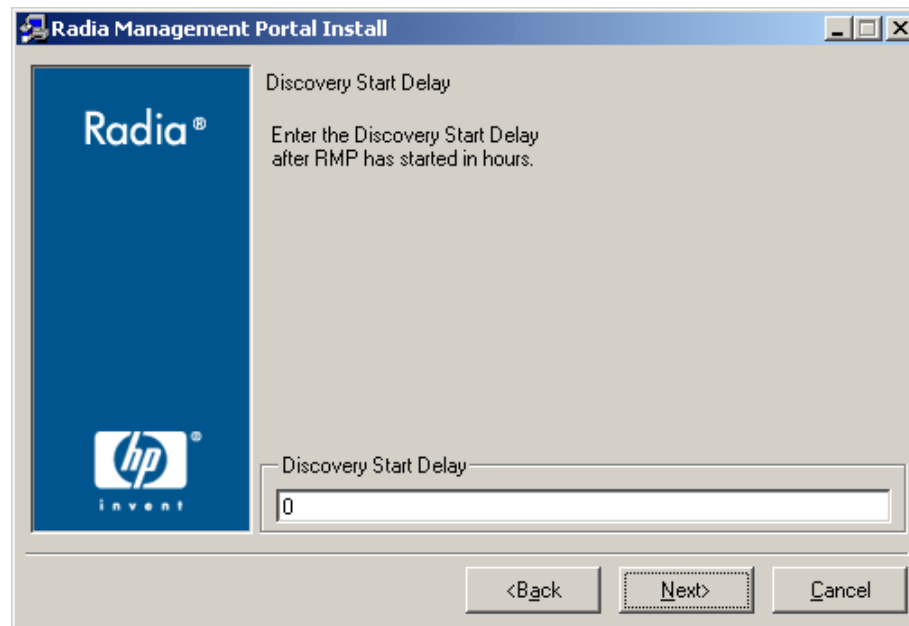 Radia Management Portal Install
Radia®
Discovery Start Delay
Enter the Discovery Start Delay
after RMP has started in hours.
hp®
invent
Discovery Start Delay
0
<Back
Next>
Cancel